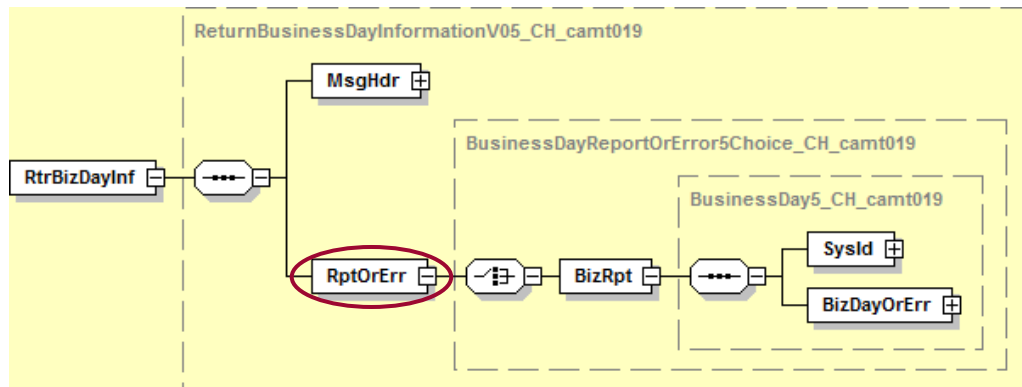 ReturnBusinessDayInformationV05_CH_camt019
MsgHdr
BusinessDayReportOrError5Choice_CH_camt019
RtrBizDayInf
BusinessDay5_CH_camt019
SysId
RptOrErr
BizRpt
BizDayOrErr